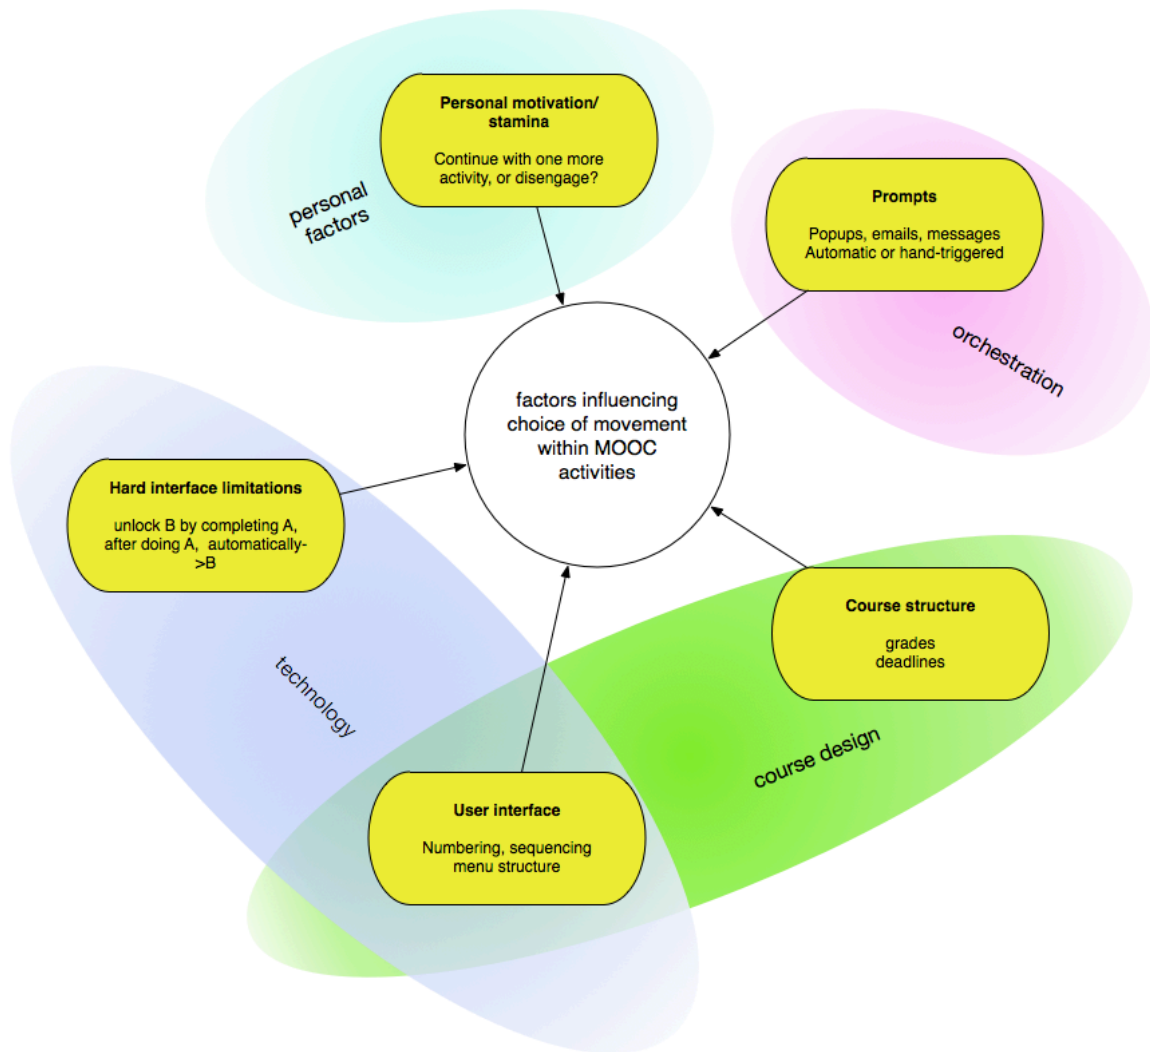 Personal motivation/
stamina
Continue with one more
activity, or disengage?
personal
factors
Prompts
Popups, emails, messages
Automatic or hand-triggered
orchestration
factors influencing
choice of movement
within MOOC
activities
Hard interface limitations
unlock B by completing A,
after doing A,  automatically-
>B
technology
Course structure
grades
deadlines
course design
User interface
Numbering, sequencing
menu structure